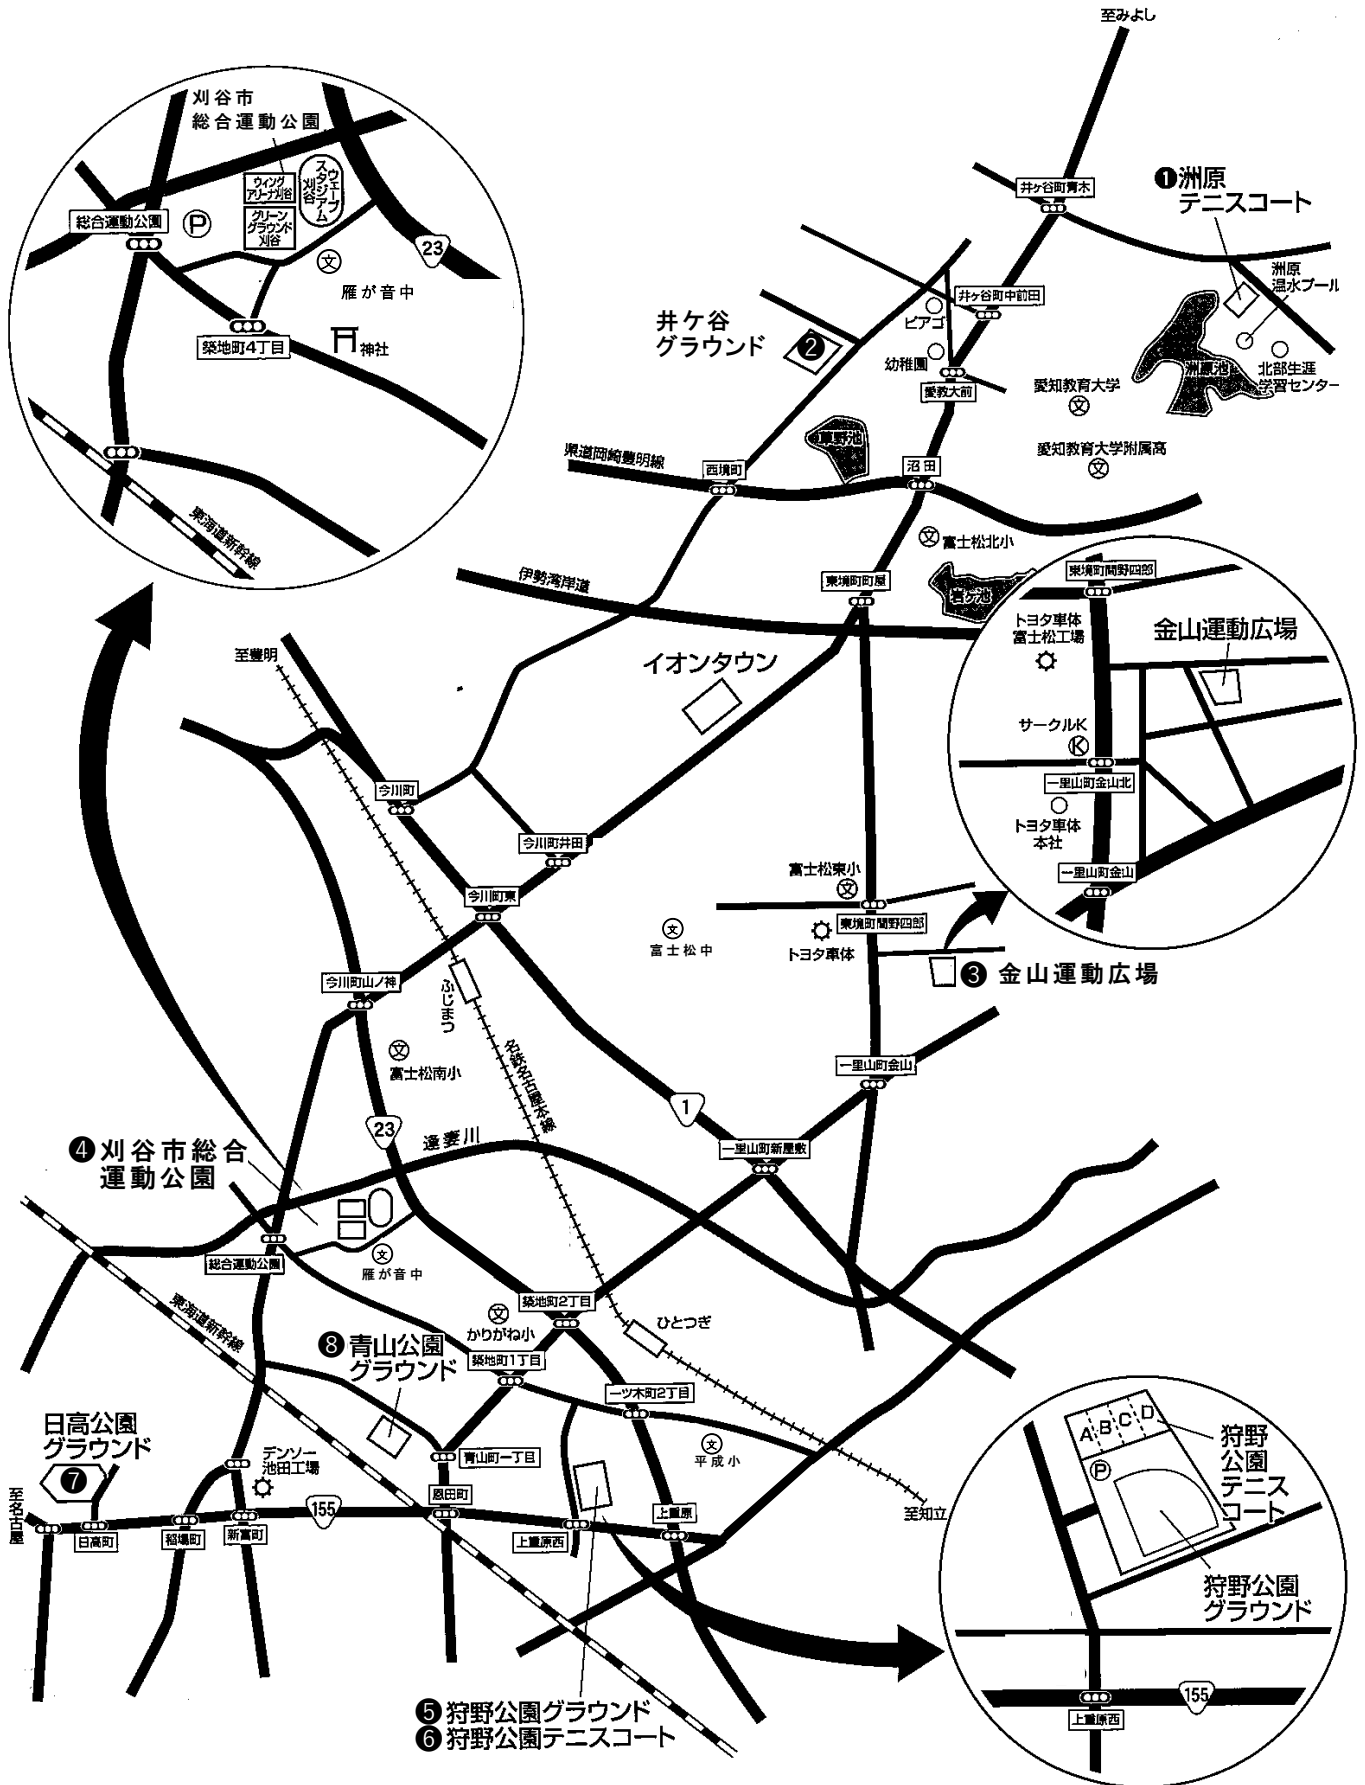 至みよし
刈谷市
総合運動公園
ウィング
アリーナ刈谷
ウェーブ
スタジアム
刈谷
グリーン
グラウンド
刈谷
総合運動公園
P
23
文
雁が音中
築地町4丁目
神社
東海道新幹線
井ヶ谷町青木
❶洲原
テニスコート
洲原
温水プール
井ヶ谷町中前田
ピアゴ
井ケ谷
グラウンド
❷
幼稚園
愛教大前
洲原池
北部生涯
学習センター
愛知教育大学
文
草野池
愛知教育大学附属高
文
県道岡崎豊明線
西境町
沼田
文
富士松北小
伊勢湾岸道
東境町町屋
岩ヶ池
東境町間野四郎
トヨタ車体
富士松工場
金山運動広場
サークルK
K
一里山町金山北
トヨタ車体
本社
一里山町金山
至豊明
イオンタウン
今川町
今川町井田
今川町東
富士松東小
文
東境町間野四郎
文
富士松中
トヨタ車体
❸ 金山運動広場
今川町山ノ神
ふじまつ
文
富士松南小
名鉄名古屋本線
一里山町金山
1
23
逢妻川
一里山町新屋敷
❹刈谷市総合
運動公園
総合運動公園
文
雁が音中
東海道新幹線
築地町2丁目
文
かりがね小
ひとつぎ
❽青山公園
グラウンド
築地町1丁目
一ツ木町2丁目
日高公園
グラウンド
❼
デンソー
池田工場
青山町一丁目
文
平成小
至名古屋
恩田町
155
上重原
至知立
日高町
稲場町
新富町
上重原西
A B C D
P
狩野
公園
テニス
コート
狩野公園
グラウンド
155
上重原西
❺狩野公園グラウンド
❻狩野公園テニスコート